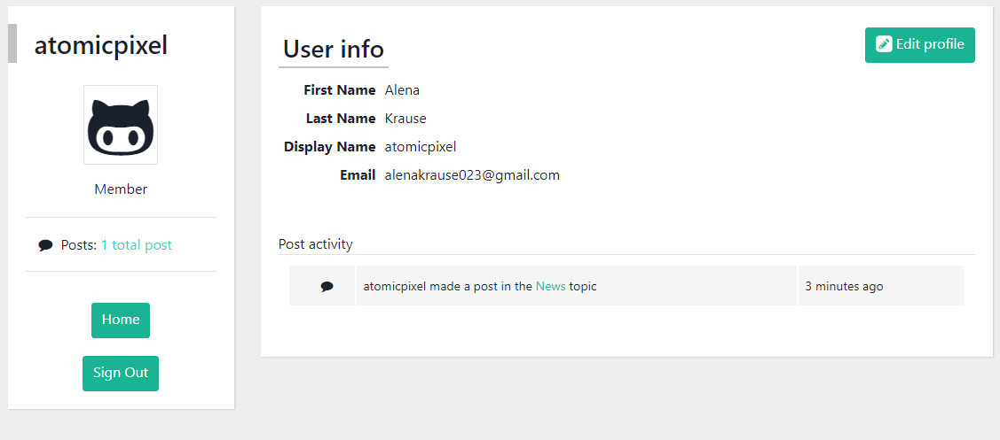 atomicpixel
Member
Posts: 1 total post
Home
Sign Out
User info
Edit profile
First Name Alena
Last Name Krause
Display Name atomicpixel
Email alenakrause023@gmail.com
Post activity
atomicpixel made a post in the News topic 3 minutes ago